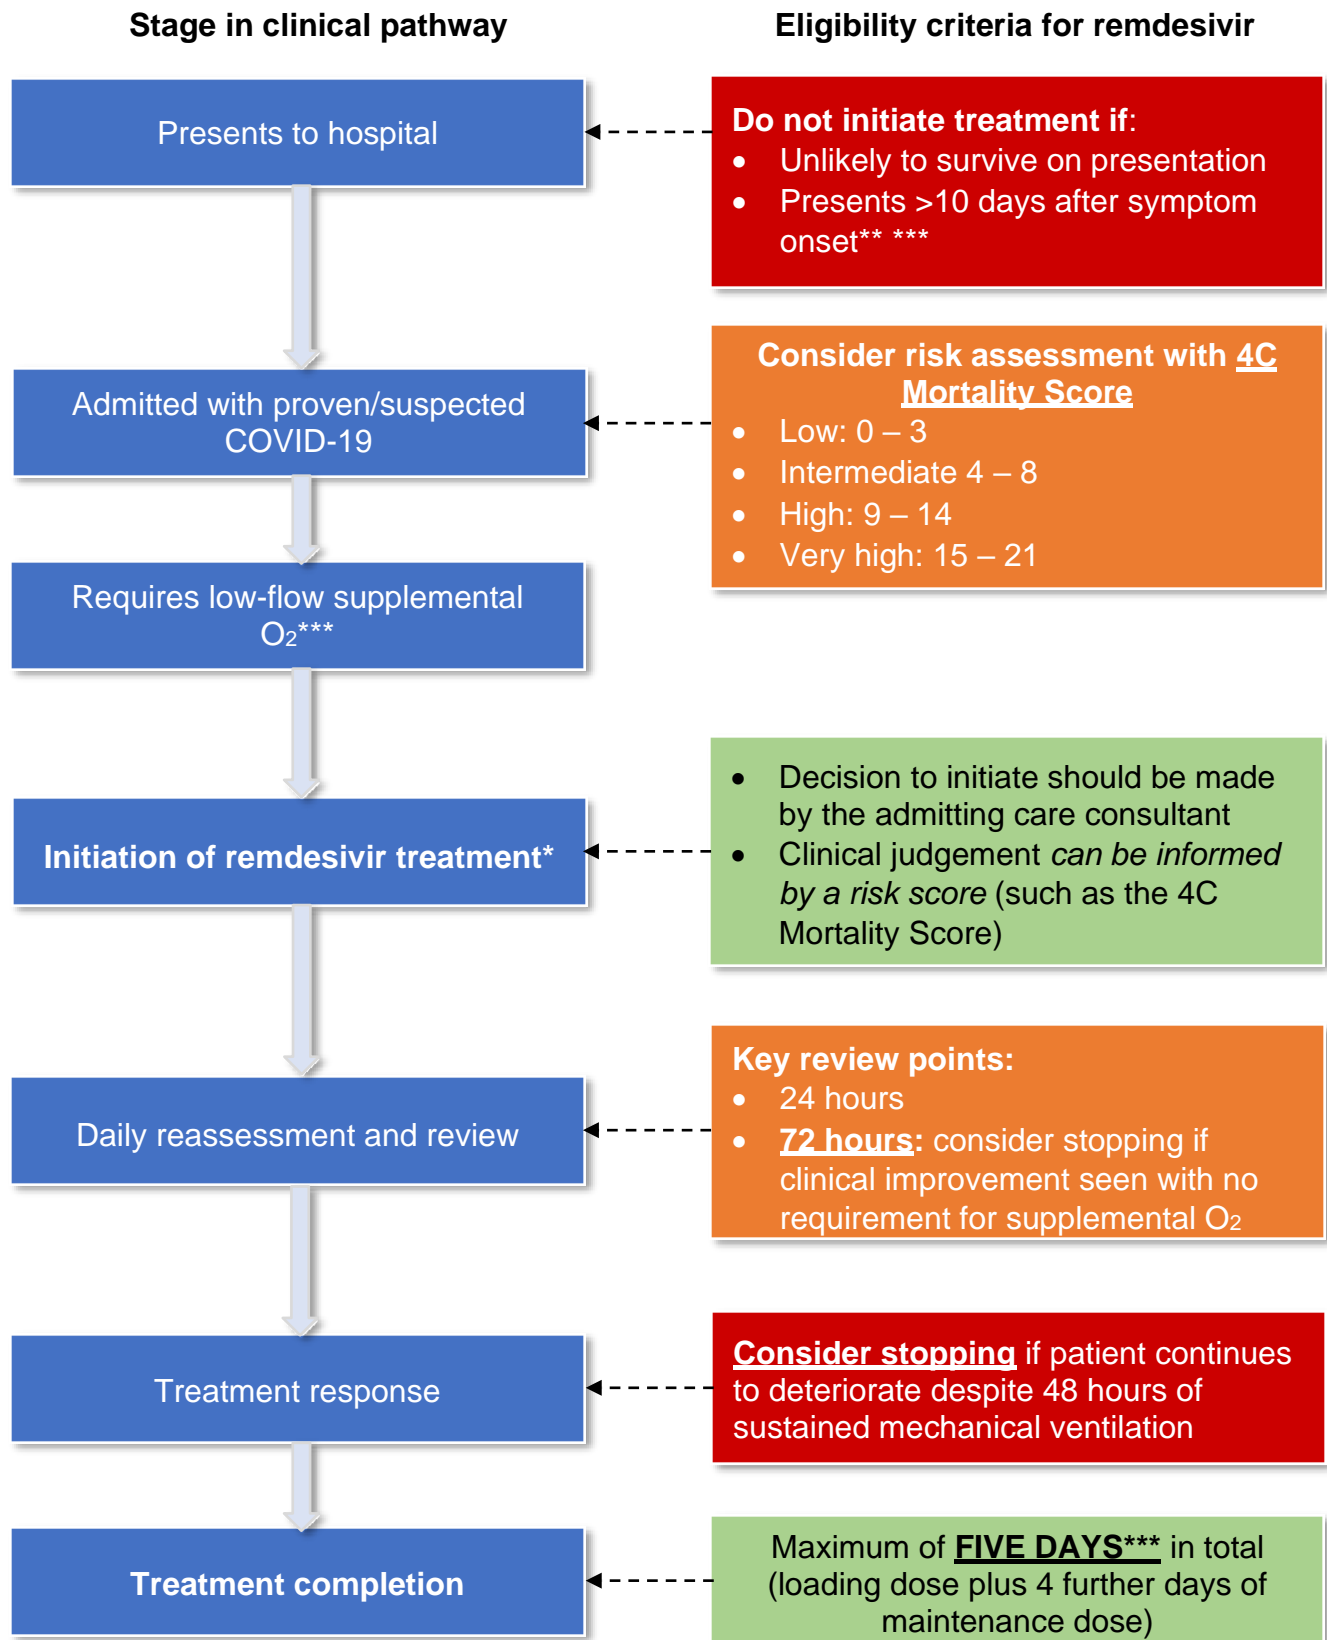 Stage in clinical pathway
Eligibility criteria for remdesivir
Presents to hospital
Do not initiate treatment if:
• Unlikely to survive on presentation
• Presents >10 days after symptom
onset** ***
Admitted with proven/suspected
COVID-19
Consider risk assessment with 4C
Mortality Score
• Low: 0 – 3
• Intermediate 4 – 8
• High: 9 – 14
• Very high: 15 – 21
Requires low-flow supplemental
O2***
Initiation of remdesivir treatment*
• Decision to initiate should be made
by the admitting care consultant
• Clinical judgement can be informed
by a risk score (such as the 4C
Mortality Score)
Daily reassessment and review
Key review points:
• 24 hours
• 72 hours: consider stopping if
clinical improvement seen with no
requirement for supplemental O2
Treatment response
Consider stopping if patient continues
to deteriorate despite 48 hours of
sustained mechanical ventilation
Treatment completion
Maximum of FIVE DAYS*** in total
(loading dose plus 4 further days of
maintenance dose)